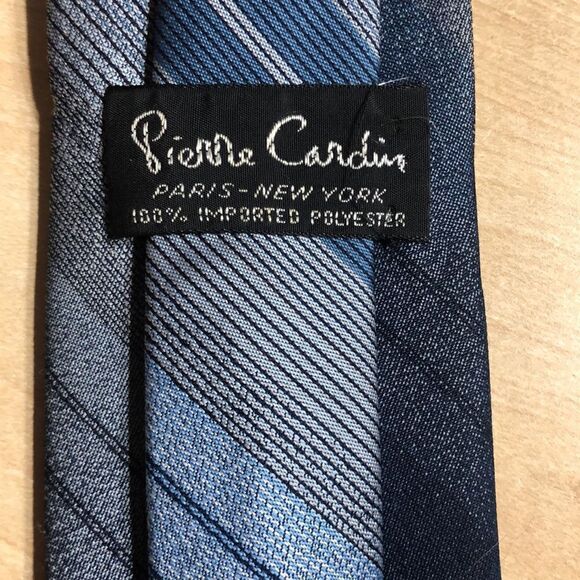 Pierre Cardin
PARIS-NEW YORK
100% IMPORTED POLYESTER